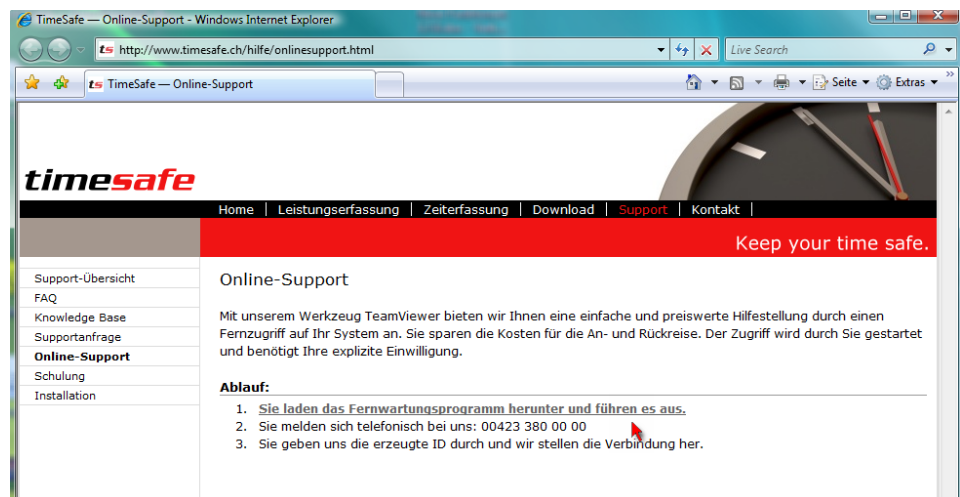 TimeSafe — Online-Support - Windows Internet Explorer
ts http://www.timesafe.ch/hilfe/onlinesupport.html
Live Search
ts TimeSafe — Online-Support
Seite
Extras
»
timesafe
Home | Leistungserfassung | Zeiterfassung | Download | Support | Kontakt |
Keep your time safe.
Support-Übersicht
FAQ
Knowledge Base
Supportanfrage
Online-Support
Schulung
Installation
Online-Support
Mit unserem Werkzeug TeamViewer bieten wir Ihnen eine einfache und preiswerte Hilfestellung durch einen
Fernzugriff auf Ihr System an. Sie sparen die Kosten für die An- und Rückreise. Der Zugriff wird durch Sie gestartet
und benötigt Ihre explizite Einwilligung.
Ablauf:
1. Sie laden das Fernwartungsprogramm herunter und führen es aus.
2. Sie melden sich telefonisch bei uns: 00423 380 00 00
3. Sie geben uns die erzeugte ID durch und wir stellen die Verbindung her.